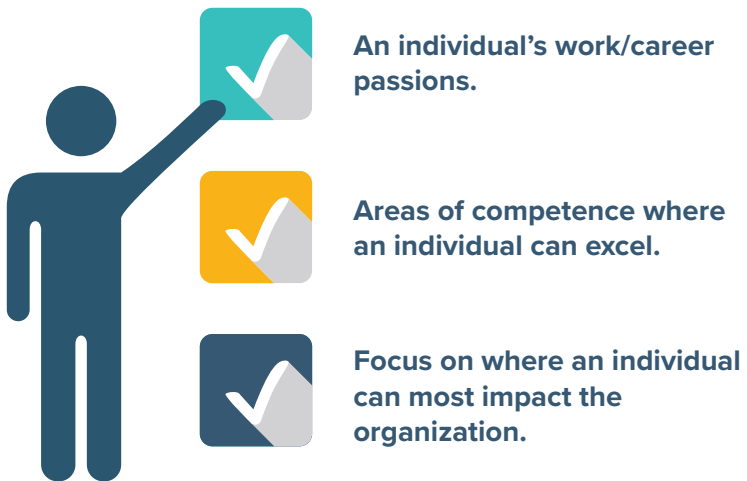 An individual’s work/career
passions.
Areas of competence where
an individual can excel.
Focus on where an individual
can most impact the
organization.